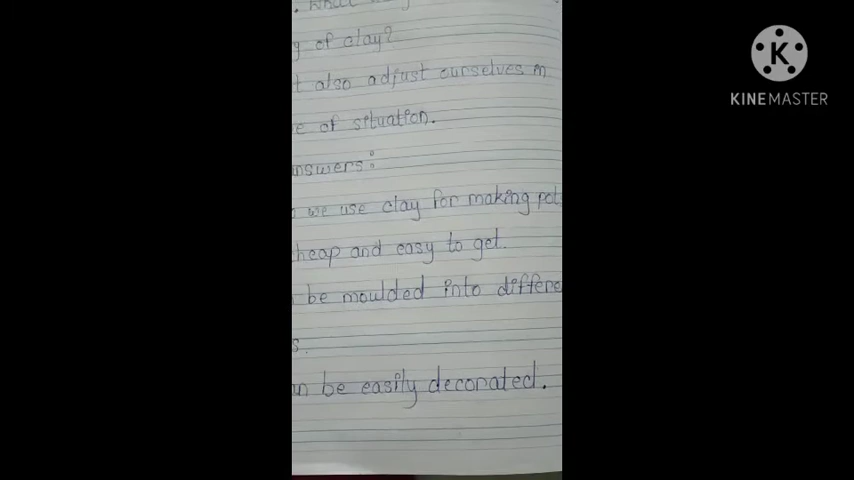 y of clay?
t also adjust ourselves in
e of situation.
nswers:
we use clay for making pot
heap and easy to get.
be moulded into differe
s.
n be easily decorated.
K
KINEMASTER